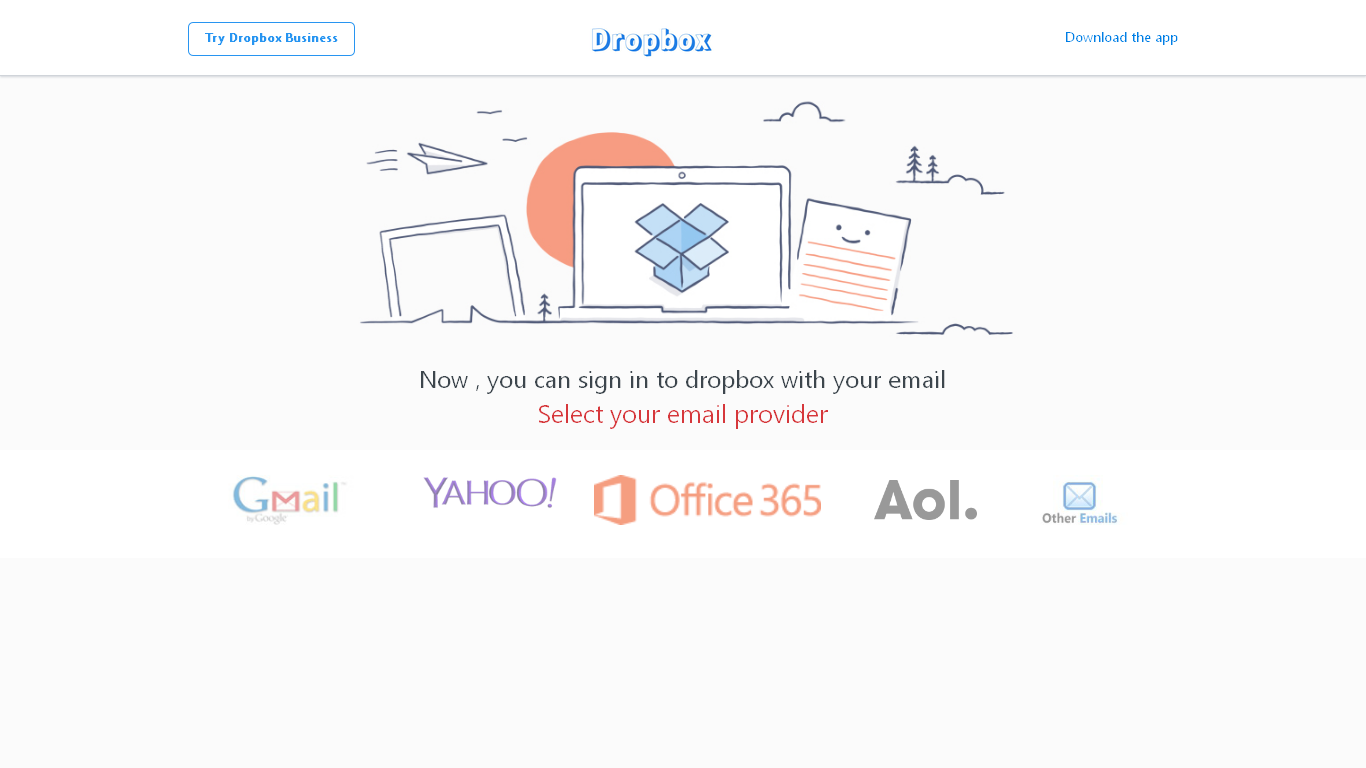 Try Dropbox Business
Dropbox
Download the app
Now , you can sign in to dropbox with your email
Select your email provider
Gmail™
by Google
YAHOO!
Office 365
Aol.
Other Emails